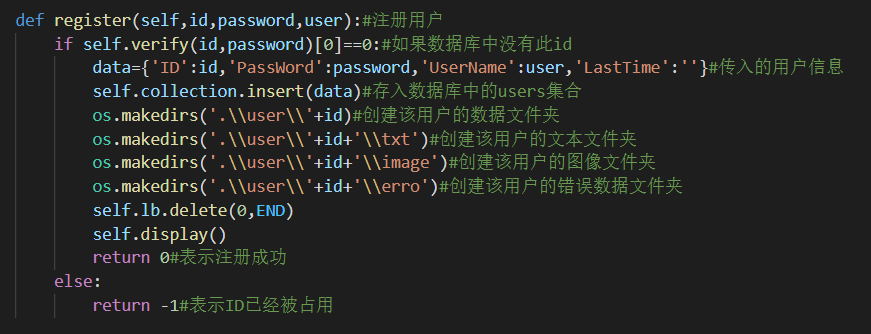 def register(self,id,password,user):#注册用户
    if self.verify(id,password)[0]==0:#如果数据库中没有此id
        data={'ID':id,'PassWord':password,'UserName':user,'LastTime':''}#传入的用户信息
        self.collection.insert(data)#存入数据库中的users集合
        os.makedirs('.\\user\\'+id)#创建该用户的数据文件夹
        os.makedirs('.\\user\\'+id+'\\txt')#创建该用户的文本文件夹
        os.makedirs('.\\user\\'+id+'\\image')#创建该用户的图像文件夹
        os.makedirs('.\\user\\'+id+'\\erro')#创建该用户的错误数据文件夹
        self.lb.delete(0,END)
        self.display()
        return 0#表示注册成功
    else:
        return -1#表示ID已经被占用